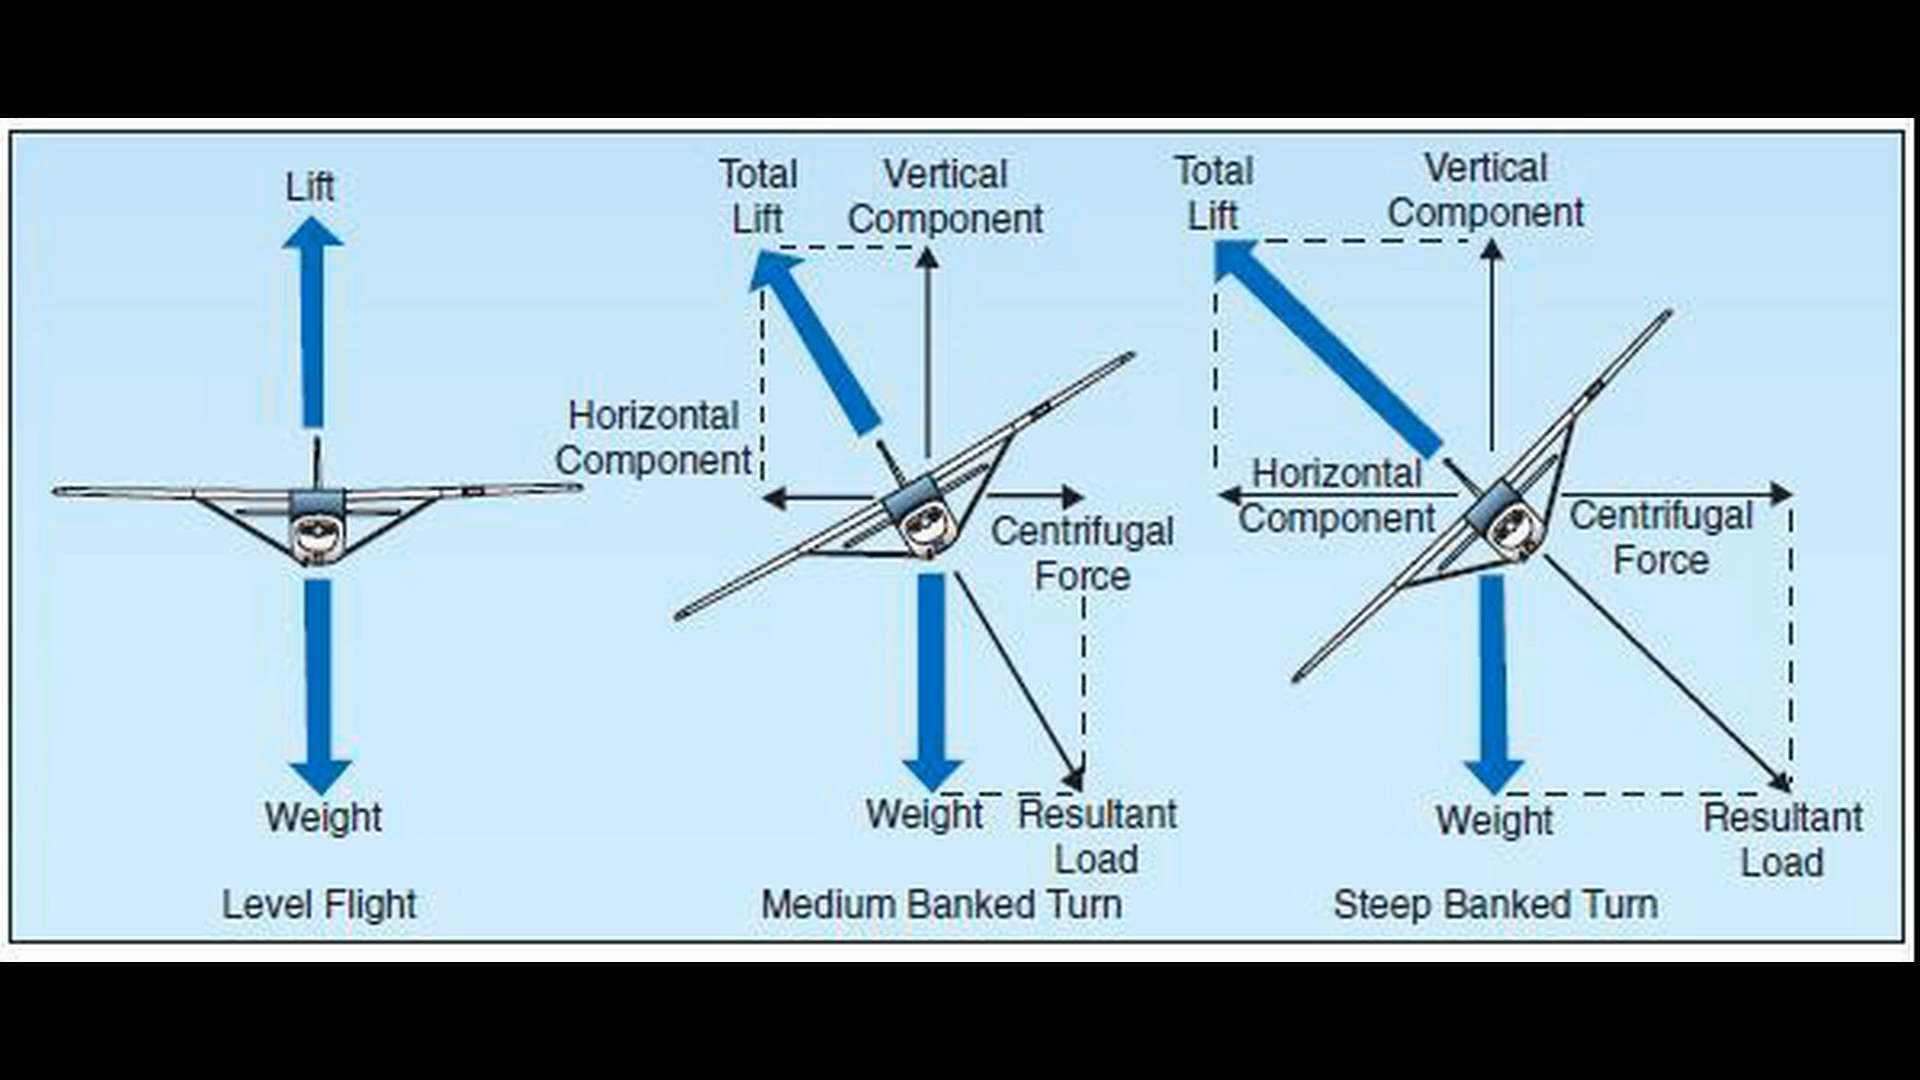 Lift
Weight
Level Flight
Total
Lift
Vertical
Component
Horizontal
Component
Centrifugal
Force
Weight
Resultant
Load
Medium Banked Turn
Total
Lift
Vertical
Component
Horizontal
Component
Centrifugal
Force
Weight
Resultant
Load
Steep Banked Turn